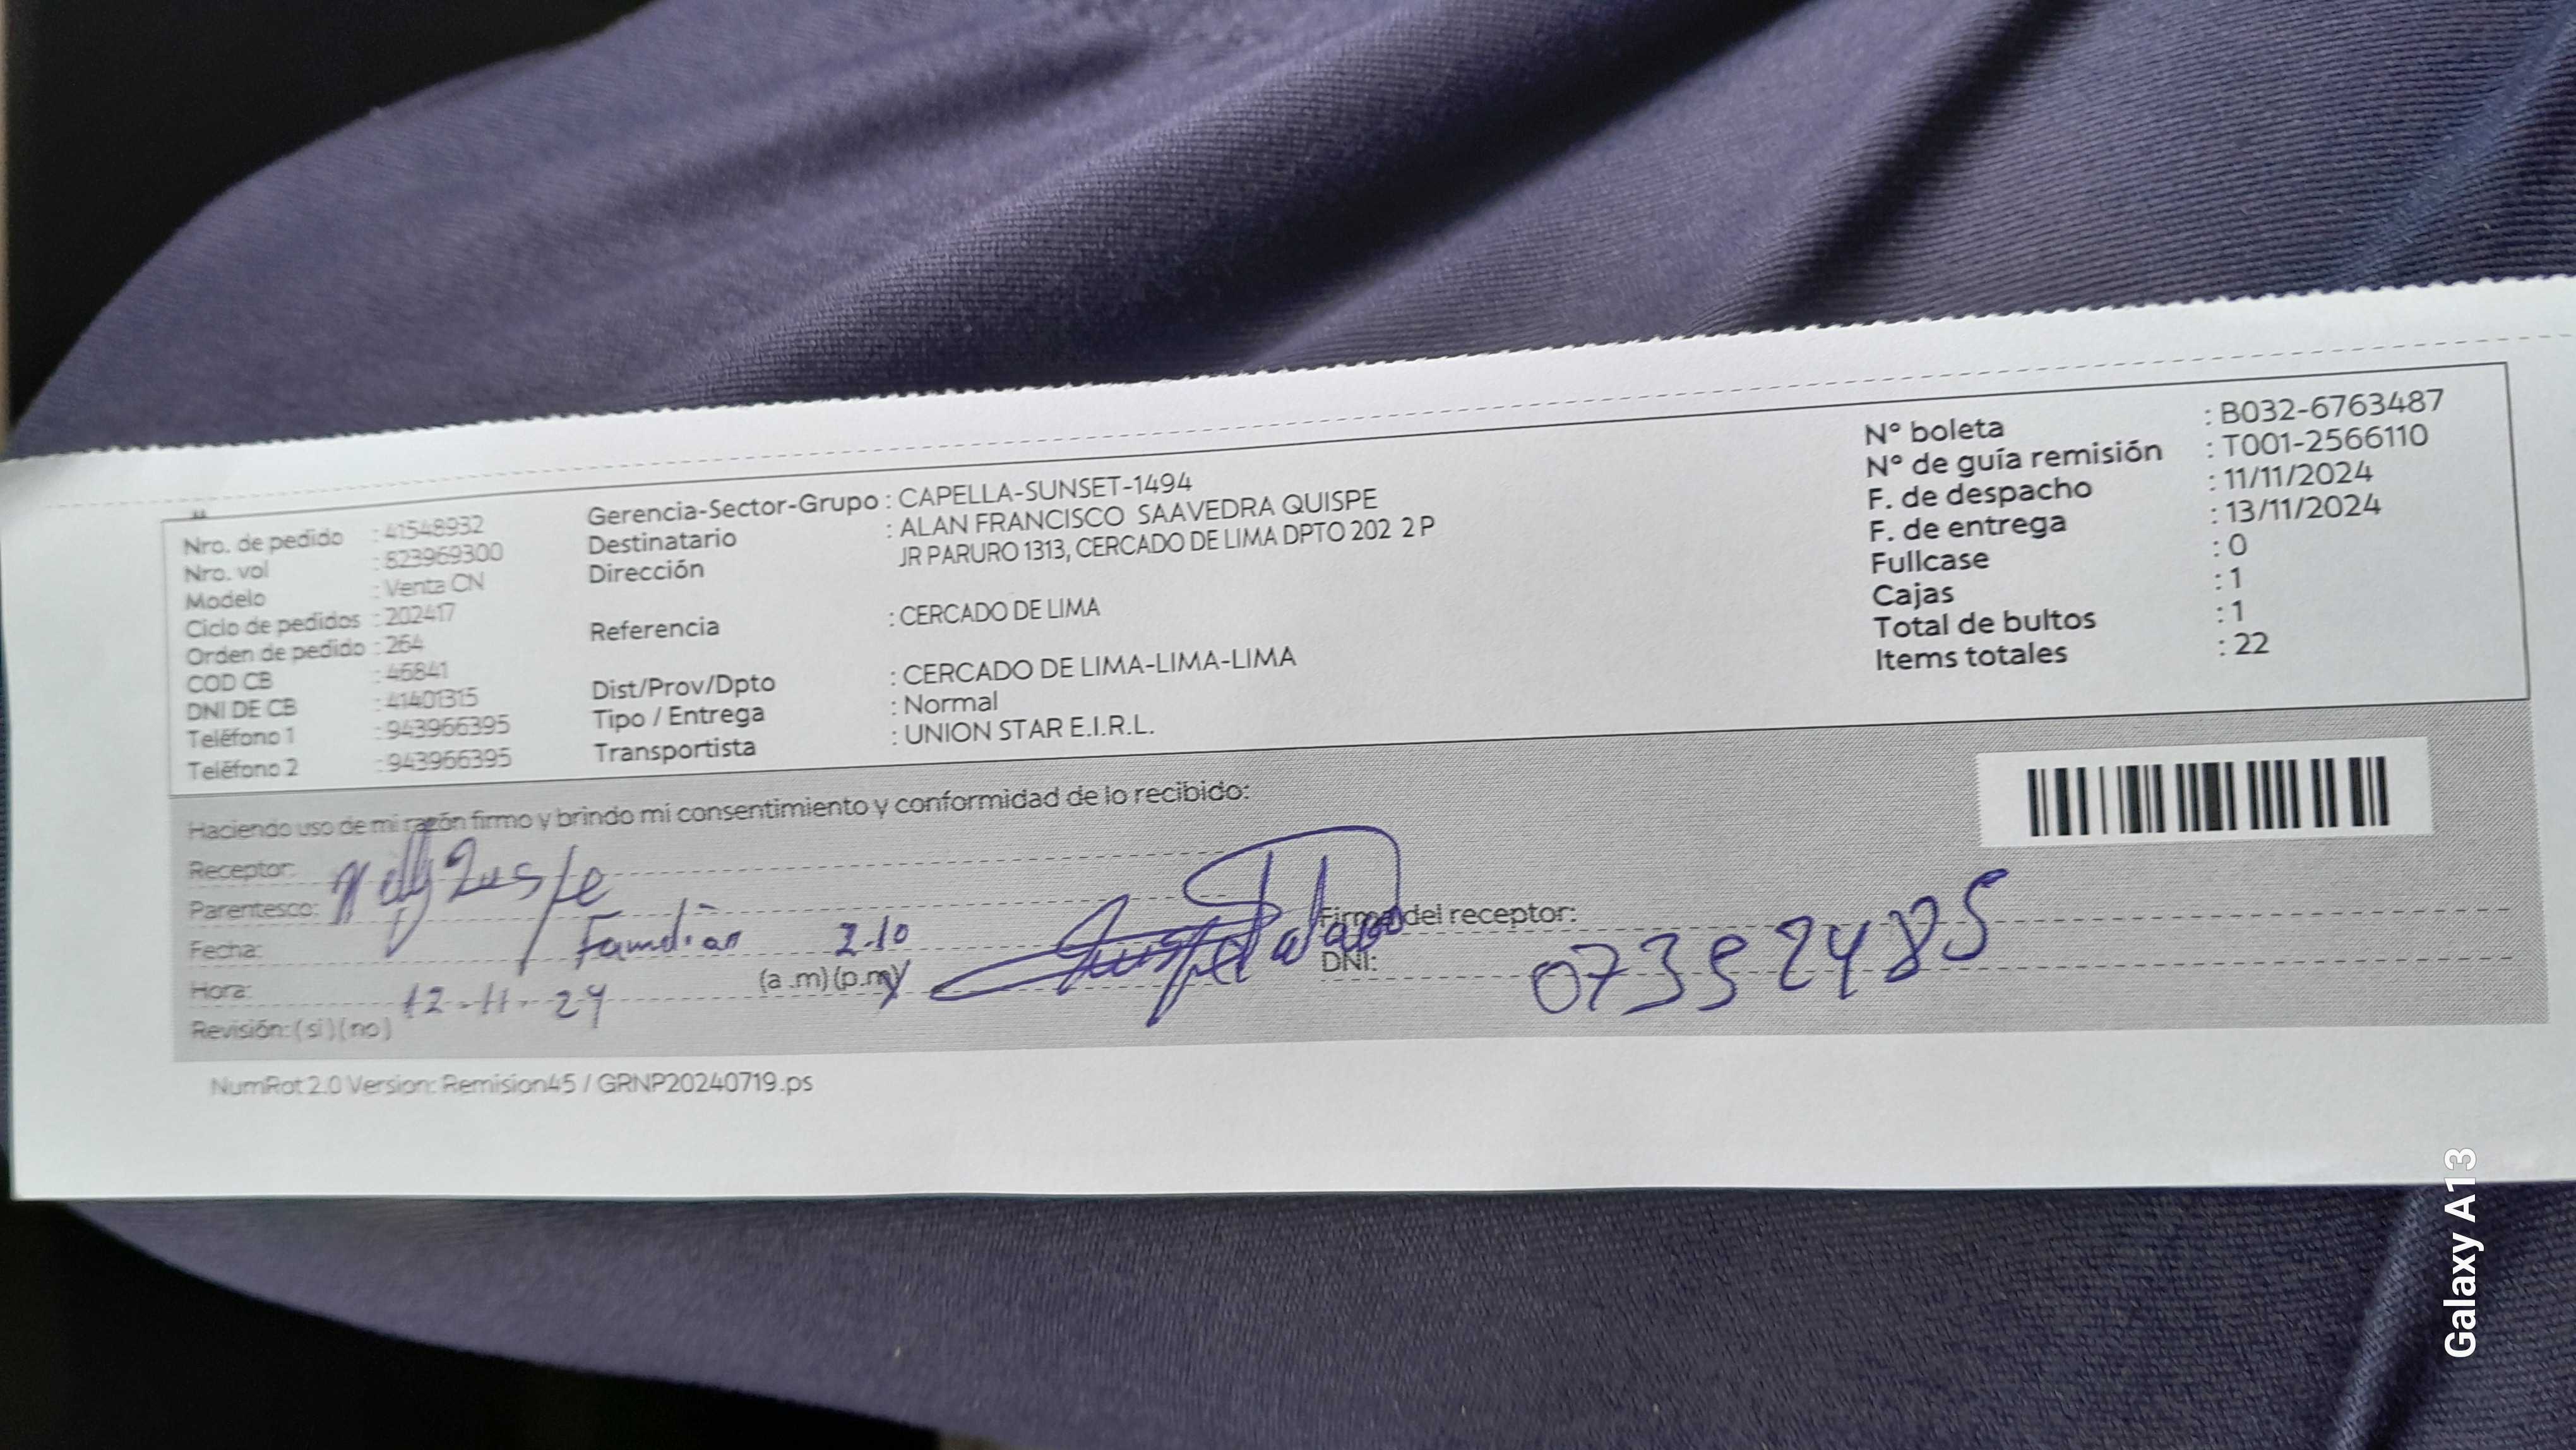 Nro. de pedido : 41548932
Nro. vol : 823969300
Modelo : Venta CN
Ciclo de pedidos : 202417
Orden de pedido : 264
COD CB : 46841
DNI DE CB : 41401315
Teléfono 1 : 943966395
Teléfono 2 : 943966395
Gerencia-Sector-Grupo : CAPELLA-SUNSET-1494
Destinatario : ALAN FRANCISCO SAAVEDRA QUISPE
Dirección JR PARURO 1313, CERCADO DE LIMA DPTO 202 2 P
Referencia : CERCADO DE LIMA
Dist/Prov/Dpto : CERCADO DE LIMA-LIMA-LIMA
Tipo / Entrega : Normal
Transportista : UNION STAR E.I.R.L.
N° boleta : B032-6763487
N° de guía remisión : T001-2566110
F. de despacho : 11/11/2024
F. de entrega : 13/11/2024
Fullcase : 0
Cajas : 1
Total de bultos : 1
Items totales : 22
Haciendo uso de mi razón firmo y brindo mi consentimiento y conformidad de lo recibido:
Receptor:
Parentesco: Familiar
Fecha: 12-11-24
Hora: 2.10 (a.m)(p.m)
Revisión:(si)(no)
Firma del receptor:
DNI: 07392485
NumRot 2.0 Version: Remision45 / GRNP20240719.ps
Galaxy A13